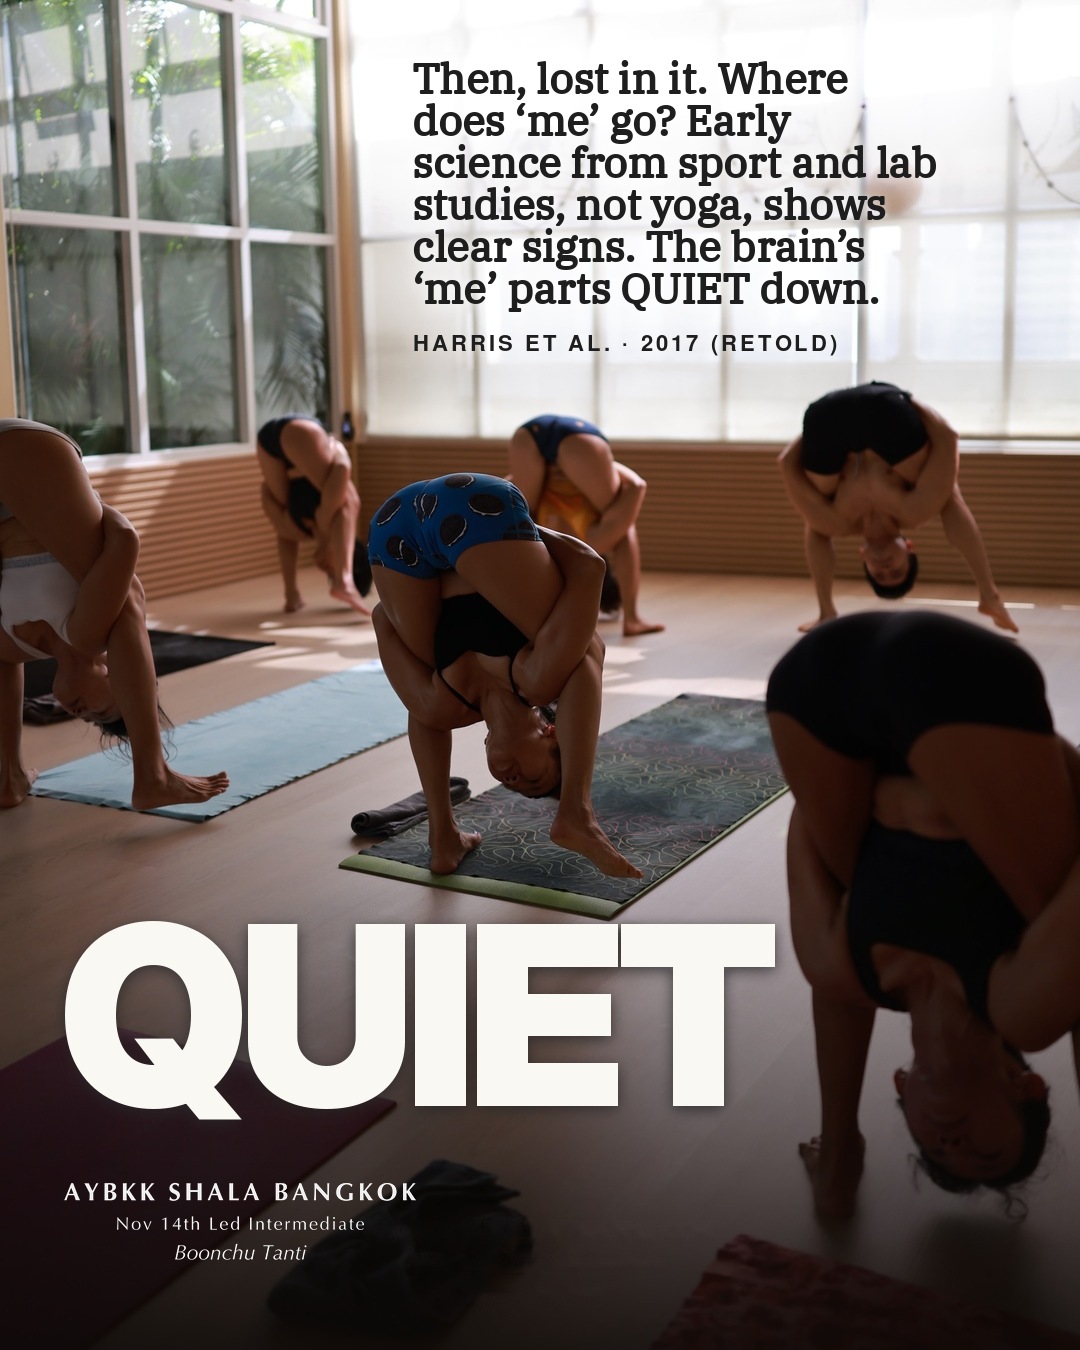 Then, lost in it. Where
does ‘me’ go? Early
science from sport and lab
studies, not yoga, shows
clear signs. The brain’s
‘me’ parts QUIET down.
HARRIS ET AL. · 2017 (RETOLD)
QUIET
AYBKK SHALA BANGKOK
Nov 14th Led Intermediate
Boonchu Tanti